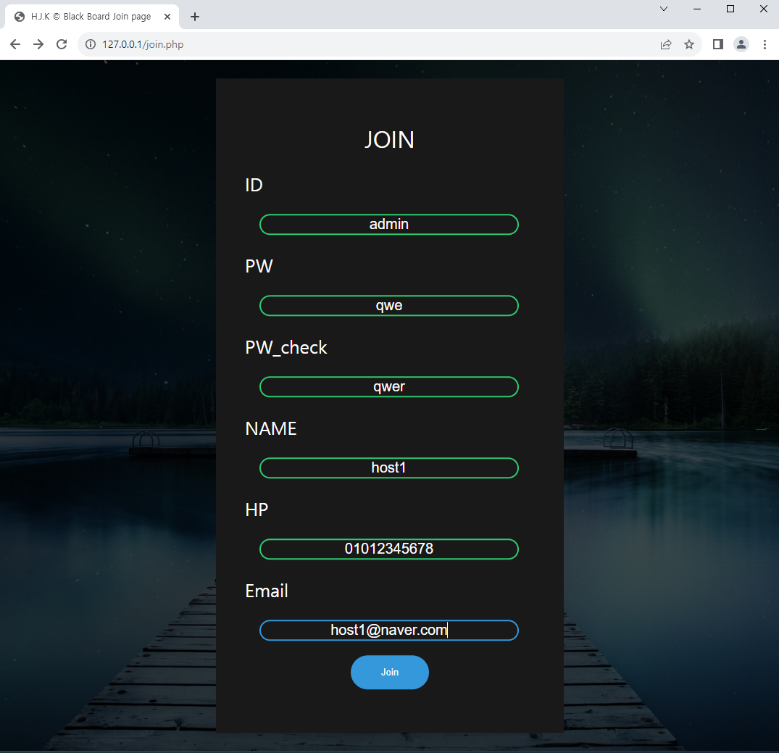 H.J.K © Black Board Join page
127.0.0.1/join.php
JOIN
ID
admin
PW
qwe
PW_check
qwer
NAME
host1
HP
01012345678
Email
host1@naver.com
Join